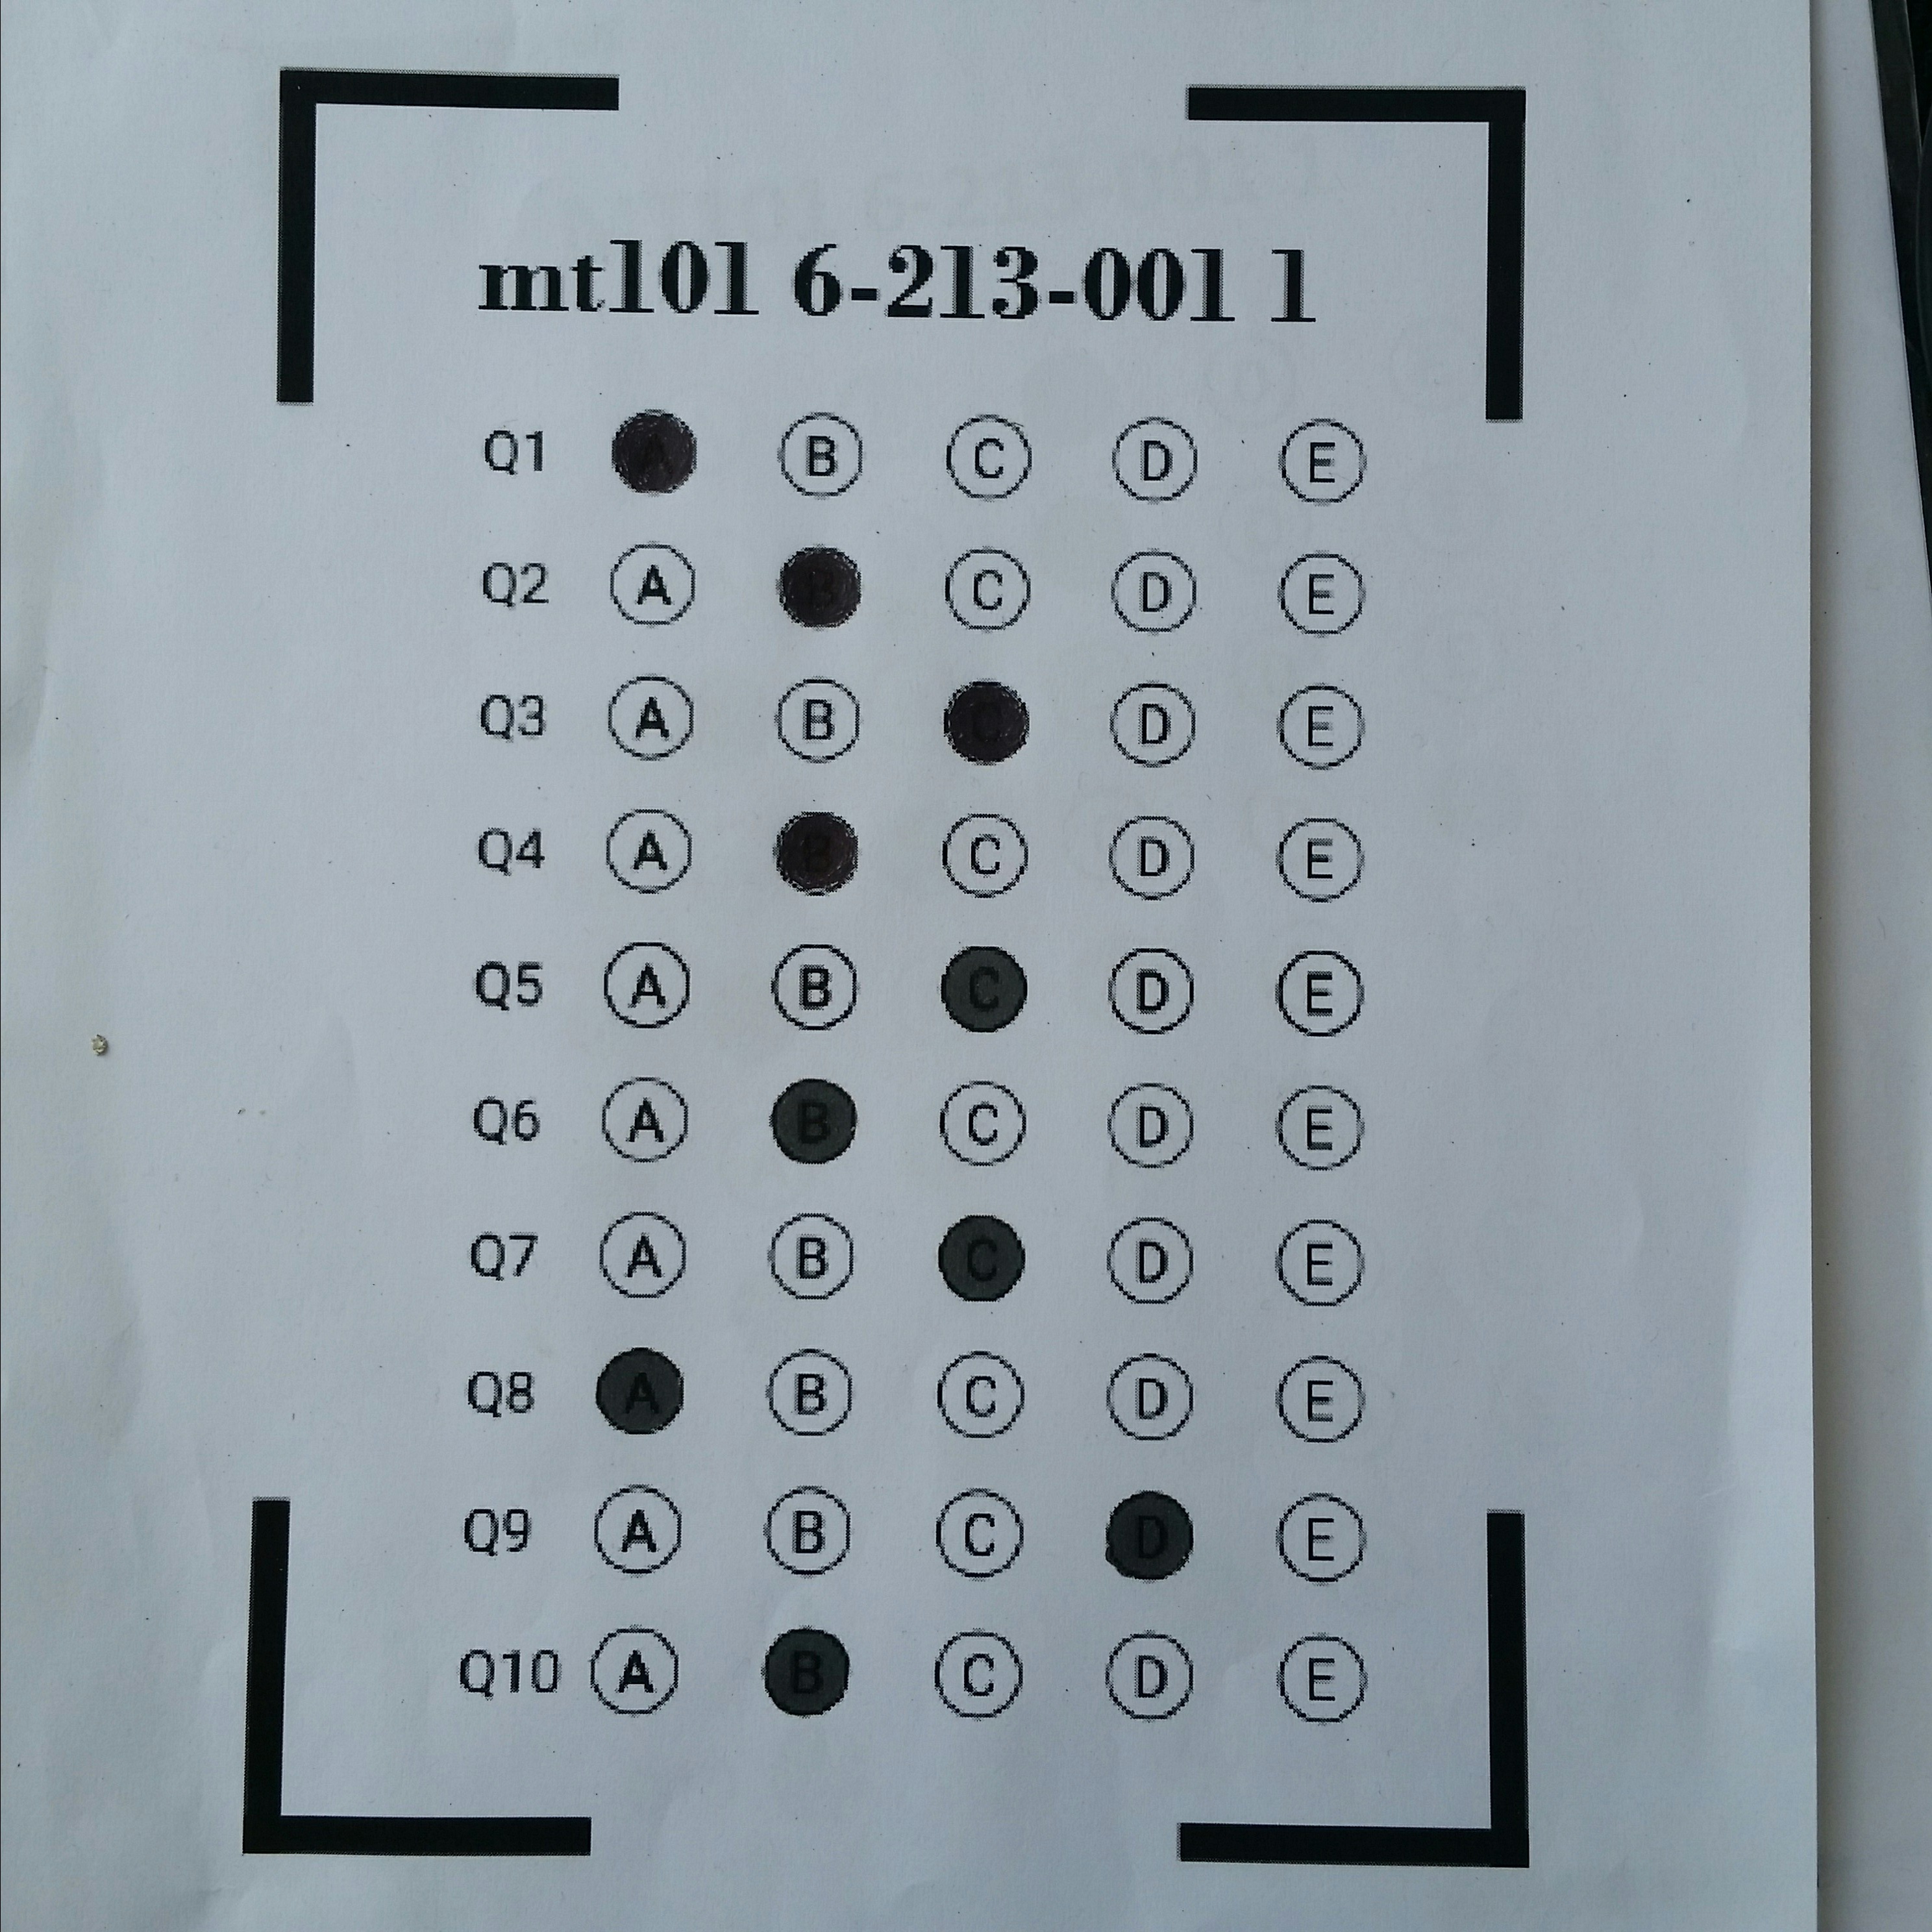 mt101 6-213-001 1
Q1 A B C D E
Q2 A B C D E
Q3 A B C D E
Q4 A B C D E
Q5 A B C D E
Q6 A B C D E
Q7 A B C D E
Q8 A B C D E
Q9 A B C D E
Q10 A B C D E